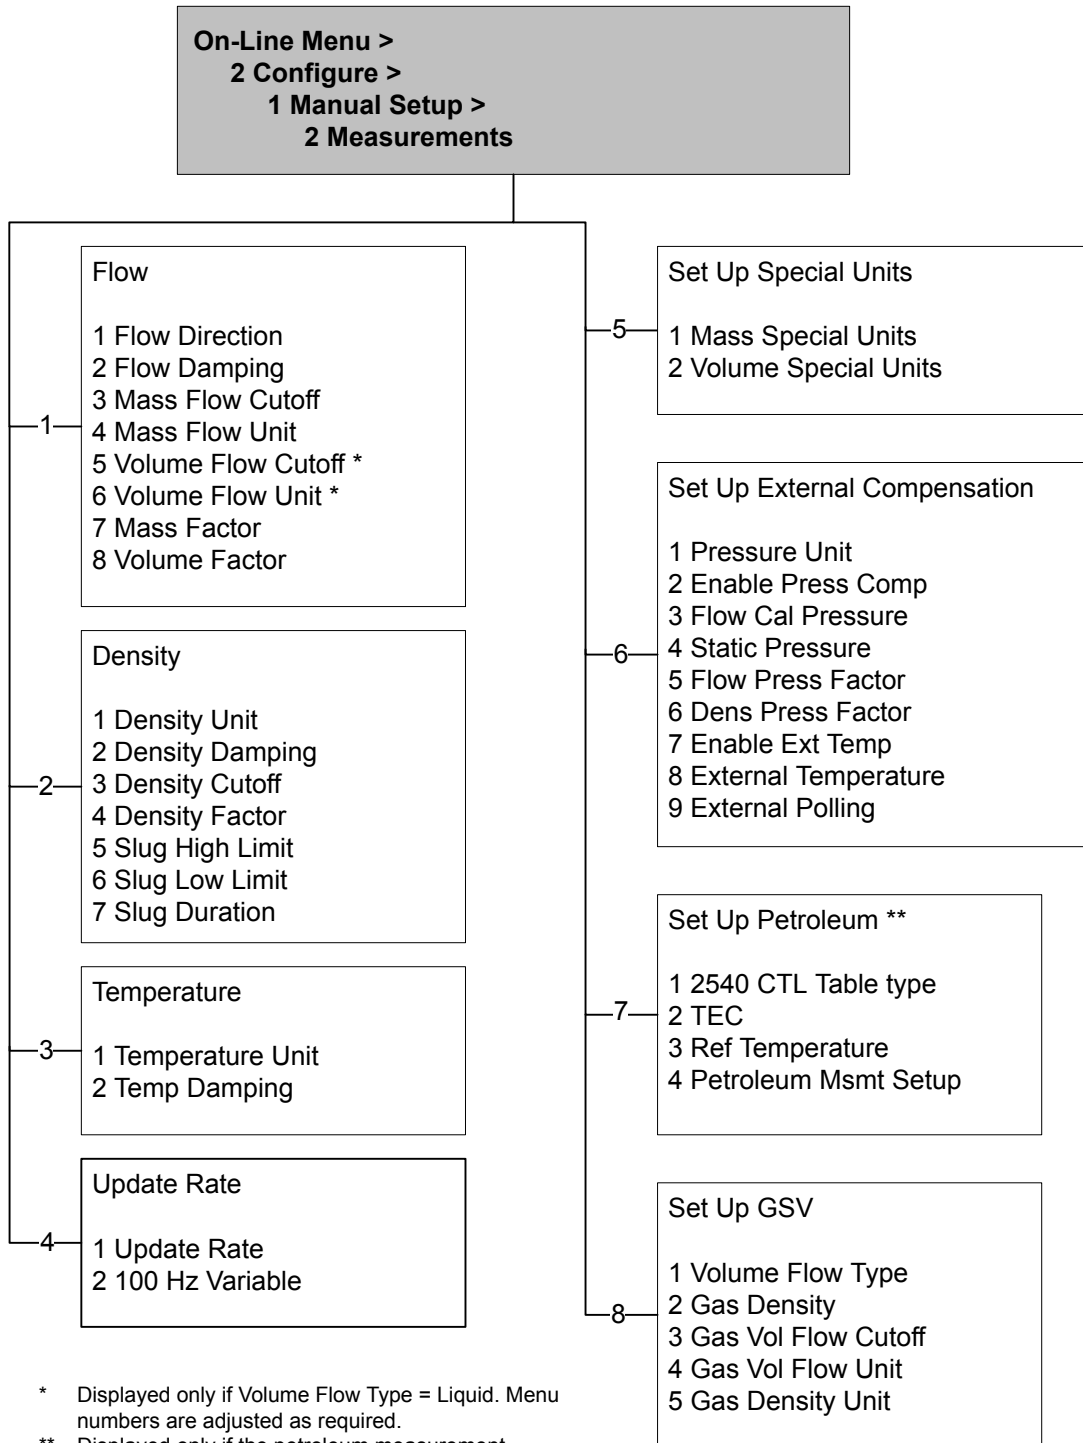 On-Line Menu >
2 Configure >
1 Manual Setup >
2 Measurements
1
Flow
1 Flow Direction
2 Flow Damping
3 Mass Flow Cutoff
4 Mass Flow Unit
5 Volume Flow Cutoff *
6 Volume Flow Unit *
7 Mass Factor
8 Volume Factor
2
Density
1 Density Unit
2 Density Damping
3 Density Cutoff
4 Density Factor
5 Slug High Limit
6 Slug Low Limit
7 Slug Duration
3
Temperature
1 Temperature Unit
2 Temp Damping
4
Update Rate
1 Update Rate
2 100 Hz Variable
5
Set Up Special Units
1 Mass Special Units
2 Volume Special Units
6
Set Up External Compensation
1 Pressure Unit
2 Enable Press Comp
3 Flow Cal Pressure
4 Static Pressure
5 Flow Press Factor
6 Dens Press Factor
7 Enable Ext Temp
8 External Temperature
9 External Polling
7
Set Up Petroleum **
1 2540 CTL Table type
2 TEC
3 Ref Temperature
4 Petroleum Msmt Setup
8
Set Up GSV
1 Volume Flow Type
2 Gas Density
3 Gas Vol Flow Cutoff
4 Gas Vol Flow Unit
5 Gas Density Unit
* Displayed only if Volume Flow Type = Liquid. Menu
numbers are adjusted as required.
** Displayed only if the petroleum measurement